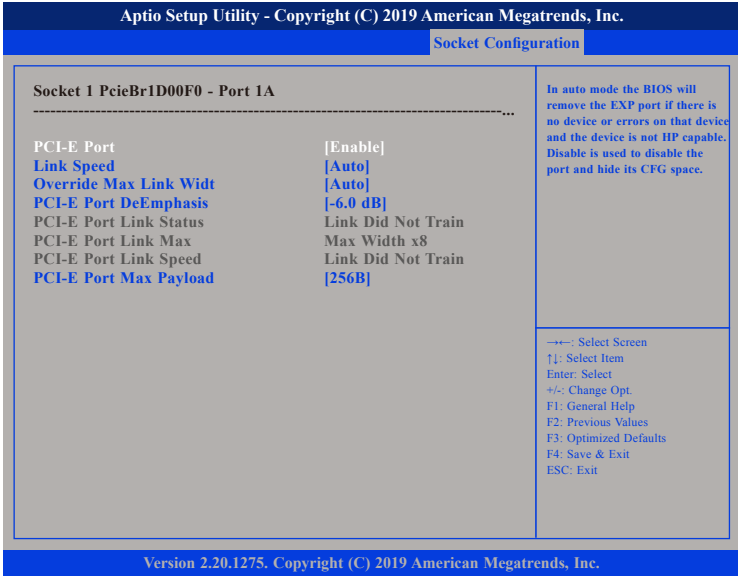 Aptio Setup Utility - Copyright (C) 2019 American Megatrends, Inc.
Socket Configuration
Socket 1 PcieBr1D00F0 - Port 1A
------------------------------------------------------------------------------------...
PCI-E Port [Enable]
Link Speed [Auto]
Override Max Link Widt [Auto]
PCI-E Port DeEmphasis [-6.0 dB]
PCI-E Port Link Status Link Did Not Train
PCI-E Port Link Max Max Width x8
PCI-E Port Link Speed Link Did Not Train
PCI-E Port Max Payload [256B]
In auto mode the BIOS will
remove the EXP port if there is
no device or errors on that device
and the device is not HP capable.
Disable is used to disable the
port and hide its CFG space.
→←: Select Screen
↑↓: Select Item
Enter: Select
+/-: Change Opt.
F1: General Help
F2: Previous Values
F3: Optimized Defaults
F4: Save & Exit
ESC: Exit
Version 2.20.1275. Copyright (C) 2019 American Megatrends, Inc.